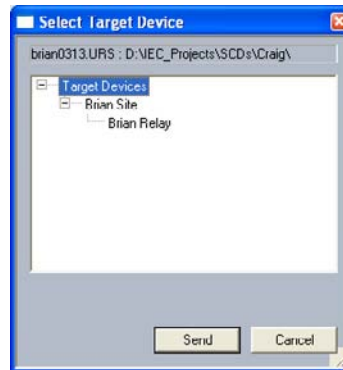 Select Target Device
brian0313.URS : D:\IEC_Projects\SCDs\Craig\
Target Devices
Brian Site
Brian Relay
Send
Cancel